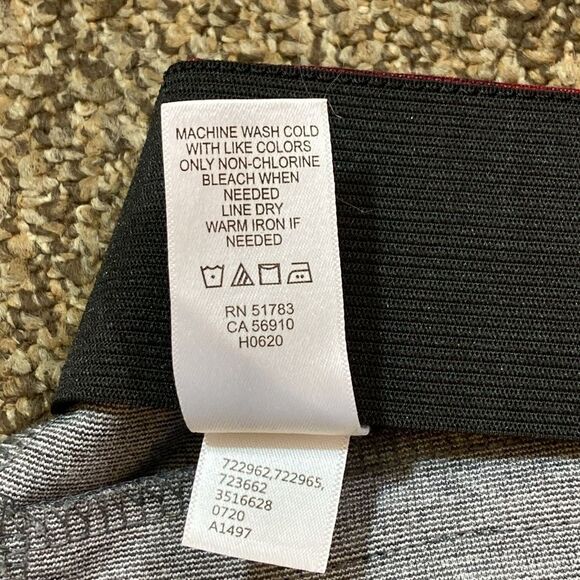 MACHINE WASH COLD
WITH LIKE COLORS
ONLY NON-CHLORINE
BLEACH WHEN
NEEDED
LINE DRY
WARM IRON IF
NEEDED
RN 51783
CA 56910
H0620
722962,722965,
723662
3516628
0720
A1497